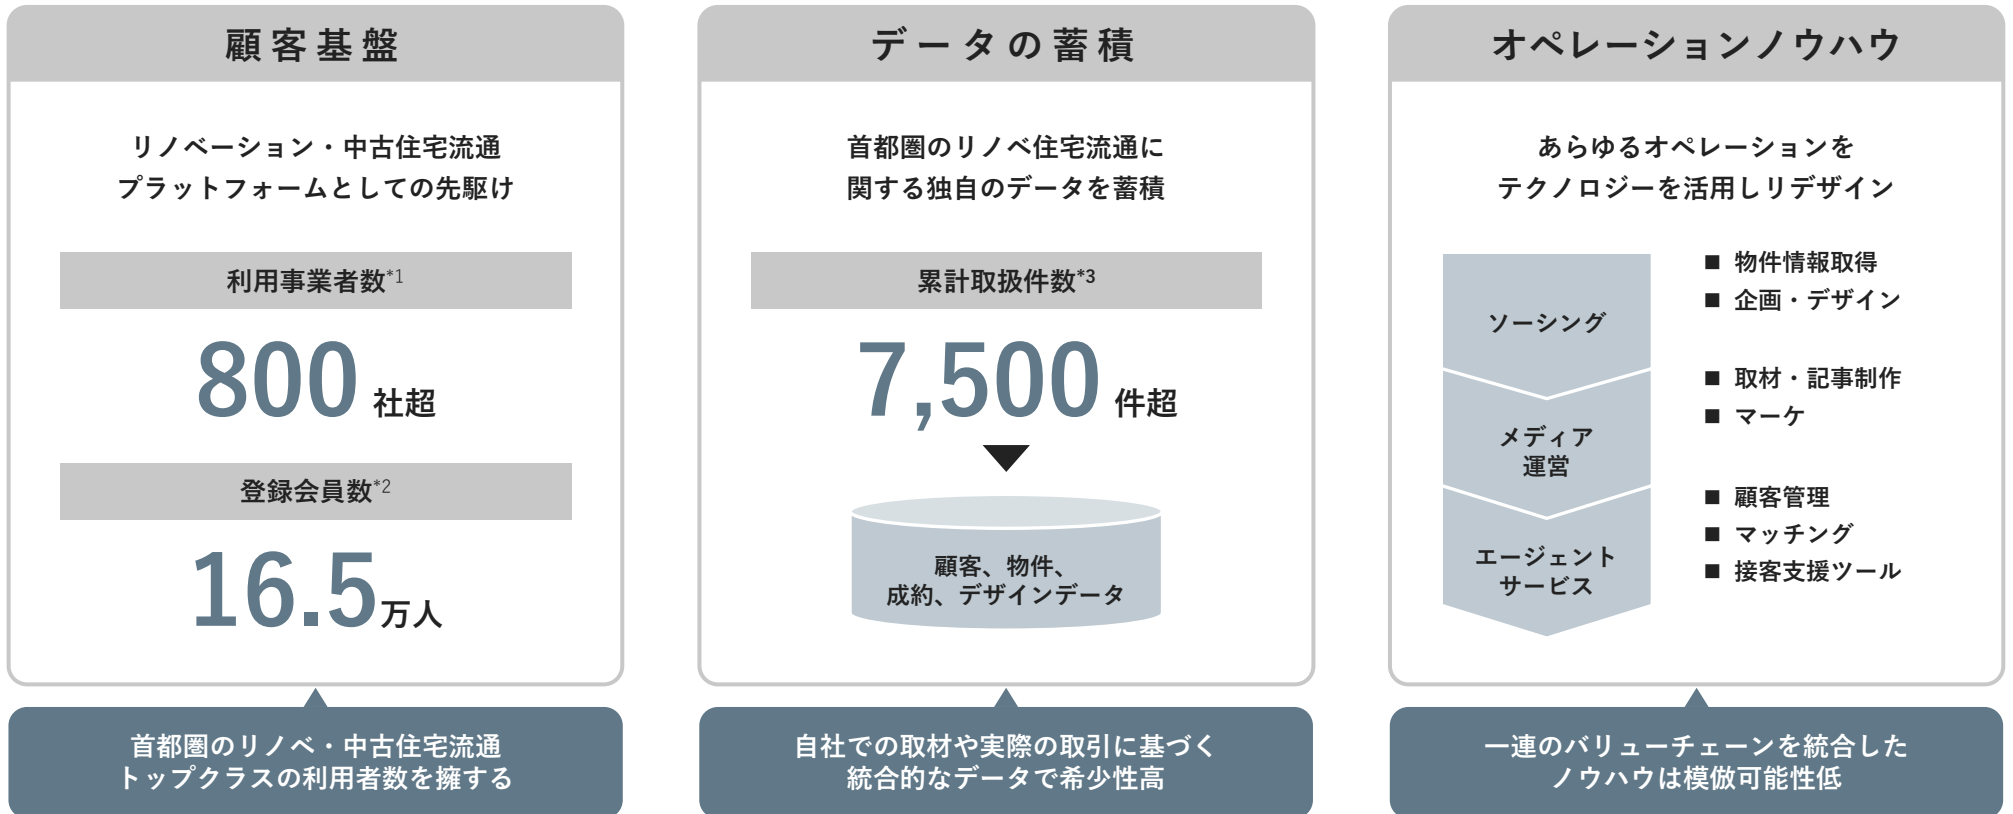 顧客基盤
リノベーション・中古住宅流通
プラットフォームとしての先駆け
利用事業者数*1
800 社超
登録会員数*2
16.5万人
首都圏のリノベ・中古住宅流通
トップクラスの利用者数を擁する
データの蓄積
首都圏のリノベ住宅流通に
関する独自のデータを蓄積
累計取扱件数*3
7,500 件超
顧客、物件、
成約、デザインデータ
自社での取材や実際の取引に基づく
統合的なデータで希少性高
オペレーションノウハウ
あらゆるオペレーションを
テクノロジーを活用しリデザイン
ソーシング
■ 物件情報取得
■ 企画・デザイン
メディア
運営
■ 取材・記事制作
■ マーケ
エージェント
サービス
■ 顧客管理
■ マッチング
■ 接客支援ツール
一連のバリューチェーンを統合した
ノウハウは模倣可能性低